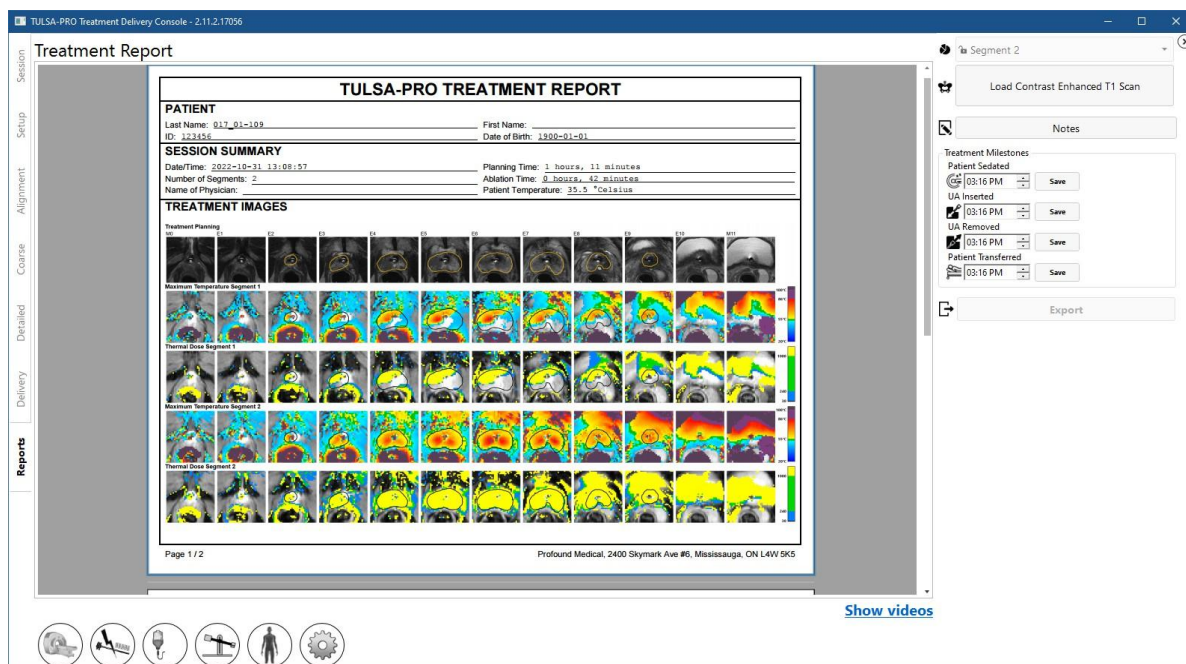 TULSA-PRO Treatment Delivery Console - 2.11.2.17056
Session
Setup
Alignment
Coarse
Detailed
Delivery
Reports
Treatment Report
TULSA-PRO TREATMENT REPORT
PATIENT
Last Name: 017_01-109 First Name:
ID: 123456 Date of Birth: 1900-01-01
SESSION SUMMARY
Date/Time: 2022-10-31 13:08:57 Planning Time: 1 hours, 11 minutes
Number of Segments: 2 Ablation Time: 0 hours, 42 minutes
Name of Physician: Patient Temperature: 35.5 °Celsius
TREATMENT IMAGES
Treatment Planning
M0 E1 E2 E3 E4 E5 E6 E7 E8 E9 E10 M11
Maximum Temperature Segment 1
Thermal Dose Segment 1
Maximum Temperature Segment 2
Thermal Dose Segment 2
Page 1 / 2 Profound Medical, 2400 Skymark Ave #6, Mississauga, ON L4W 5K5
Show videos
Segment 2
Load Contrast Enhanced T1 Scan
Notes
Treatment Milestones
Patient Sedated
03:16 PM Save
UA Inserted
03:16 PM Save
UA Removed
03:16 PM Save
Patient Transferred
03:16 PM Save
Export